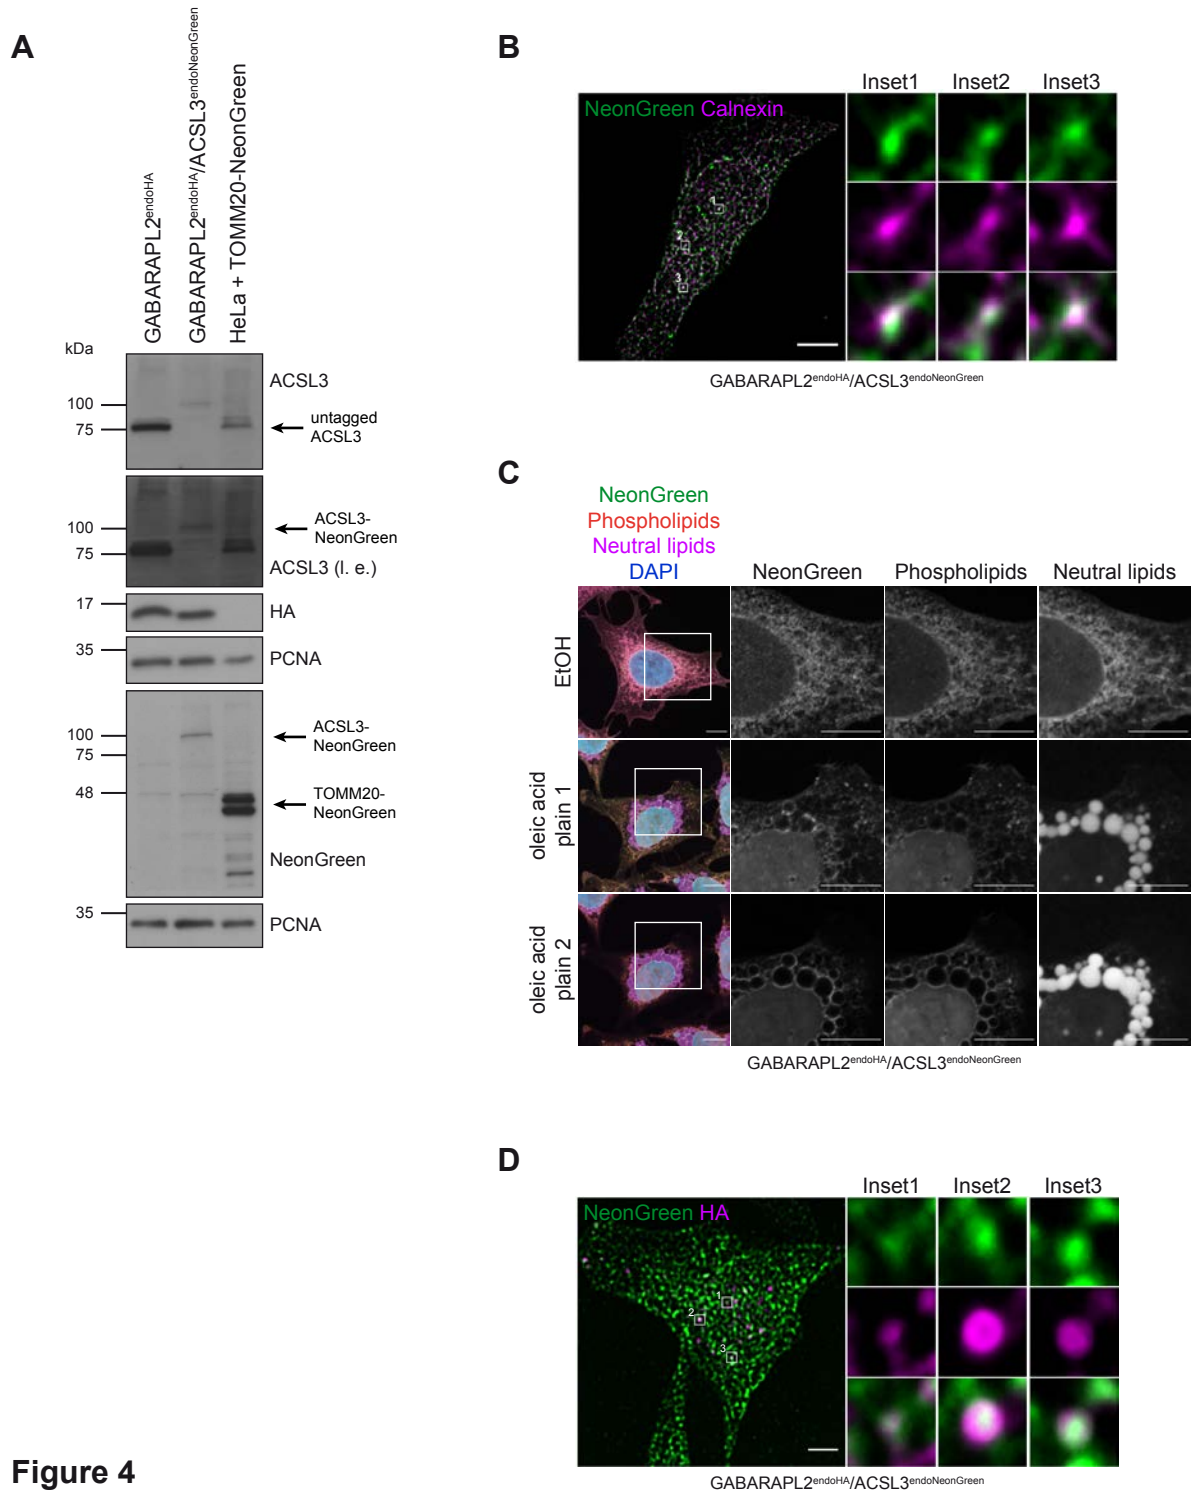 A
GABARAPL2endoHA
GABARAPL2endoHA/ACSL3endoNeonGreen
HeLa + TOMM20-NeonGreen
kDa
ACSL3
100
75
untagged
ACSL3
100
75
ACSL3-
NeonGreen
ACSL3 (l. e.)
17
HA
35
PCNA
100
75
48
ACSL3-
NeonGreen
TOMM20-
NeonGreen
NeonGreen
35
PCNA
B
Inset1 Inset2 Inset3
NeonGreen Calnexin
1
2
3
GABARAPL2endoHA/ACSL3endoNeonGreen
C
NeonGreen
Phospholipids
Neutral lipids
DAPI
NeonGreen Phospholipids Neutral lipids
EtOH
oleic acid
plain 1
oleic acid
plain 2
GABARAPL2endoHA/ACSL3endoNeonGreen
D
Inset1 Inset2 Inset3
NeonGreen HA
1
2
3
GABARAPL2endoHA/ACSL3endoNeonGreen
Figure 4